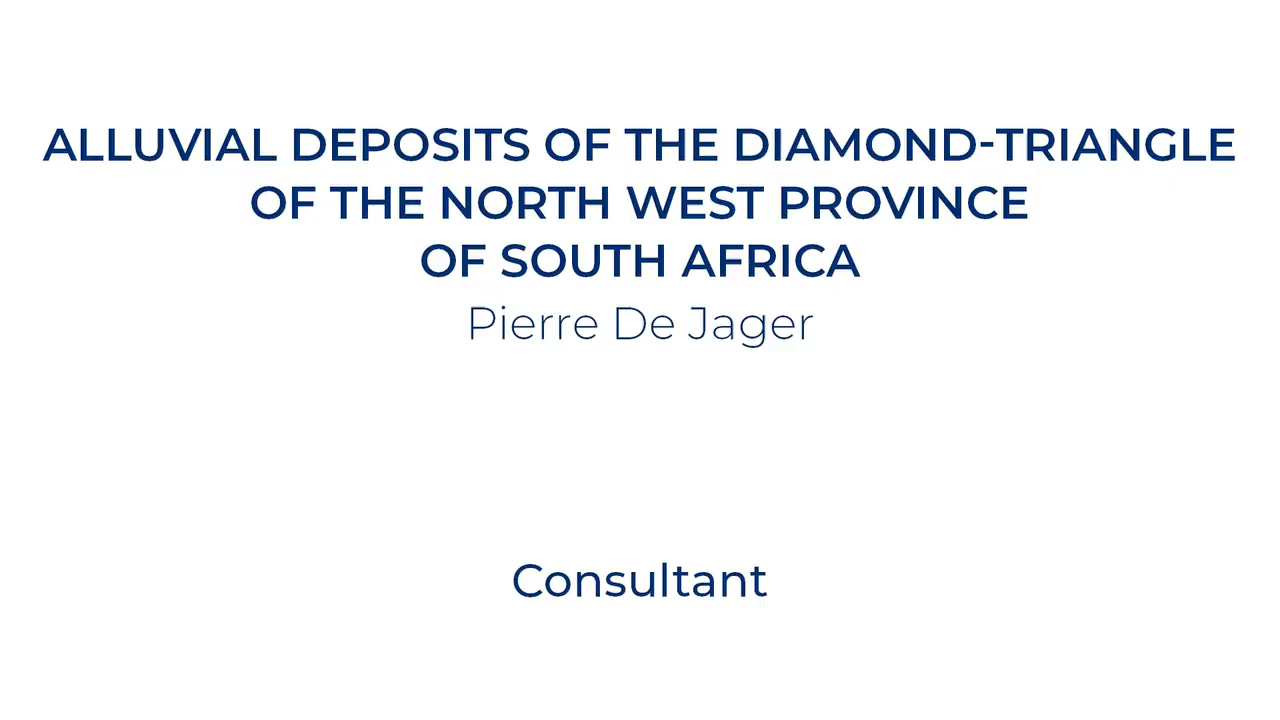 ALLUVIAL DEPOSITS OF THE DIAMOND-TRIANGLE
OF THE NORTH WEST PROVINCE
OF SOUTH AFRICA
Pierre De Jager
Consultant